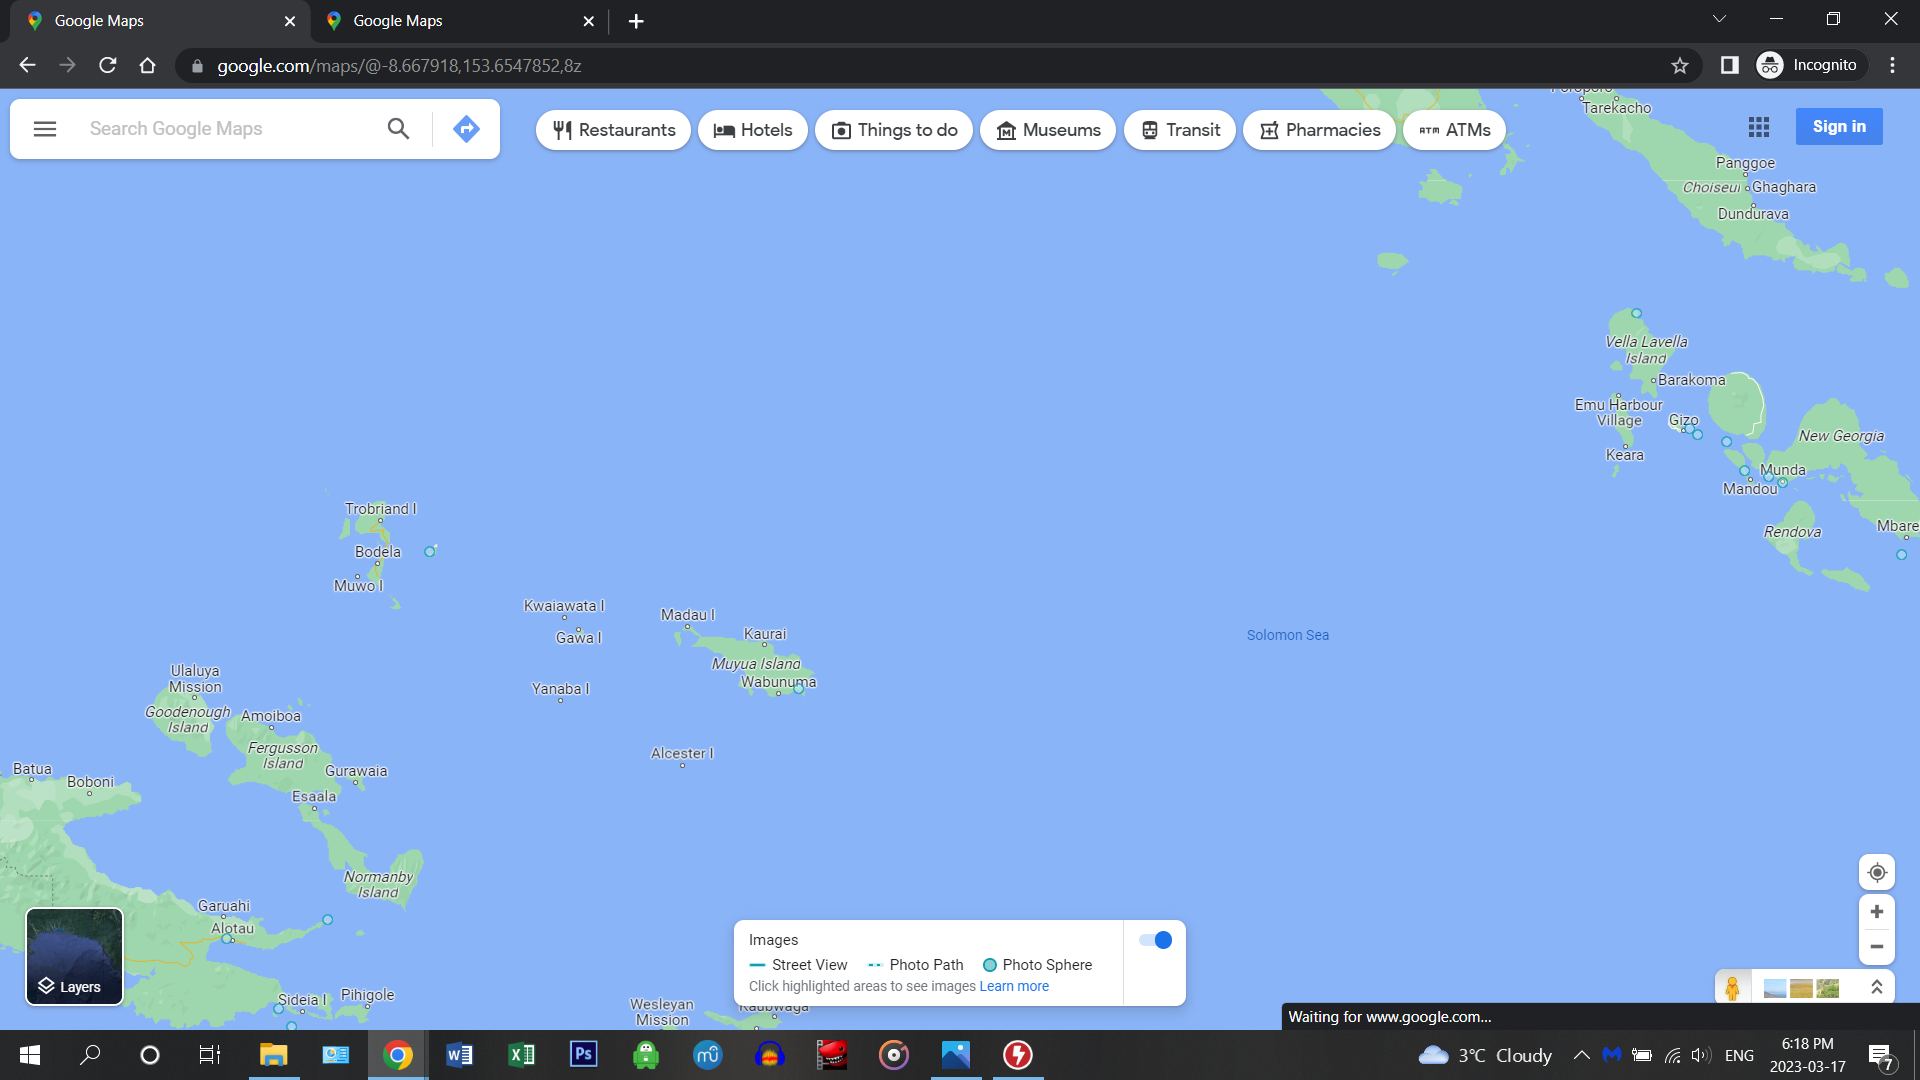 Google Maps
Google Maps
google.com/maps/@-8.667918,153.6547852,8z
Incognito
Search Google Maps
Restaurants
Hotels
Things to do
Museums
Transit
Pharmacies
ATM ATMs
Sign in
Tarekacho
Panggoe
Choiseul
Ghaghara
Dundurava
Vella Lavella
Island
Barakoma
Emu Harbour
Village
Gizo
New Georgia
Keara
Munda
Mandou
Mbare
Rendova
Trobriand I
Bodela
Muwo I
Kwaiawata I
Gawa I
Madau I
Kaurai
Muyua Island
Wabunuma
Solomon Sea
Yanaba I
Ulaluya
Mission
Goodenough
Island
Amoiboa
Fergusson
Island
Gurawaia
Esaala
Alcester I
Batua
Boboni
Normanby
Island
Garuahi
Alotau
Layers
Sideia I
Pihigole
Wesleyan
Mission
Images
Street View
Photo Path
Photo Sphere
Click highlighted areas to see images Learn more
Waiting for www.google.com...
3°C Cloudy
ENG
6:18 PM
2023-03-17
7